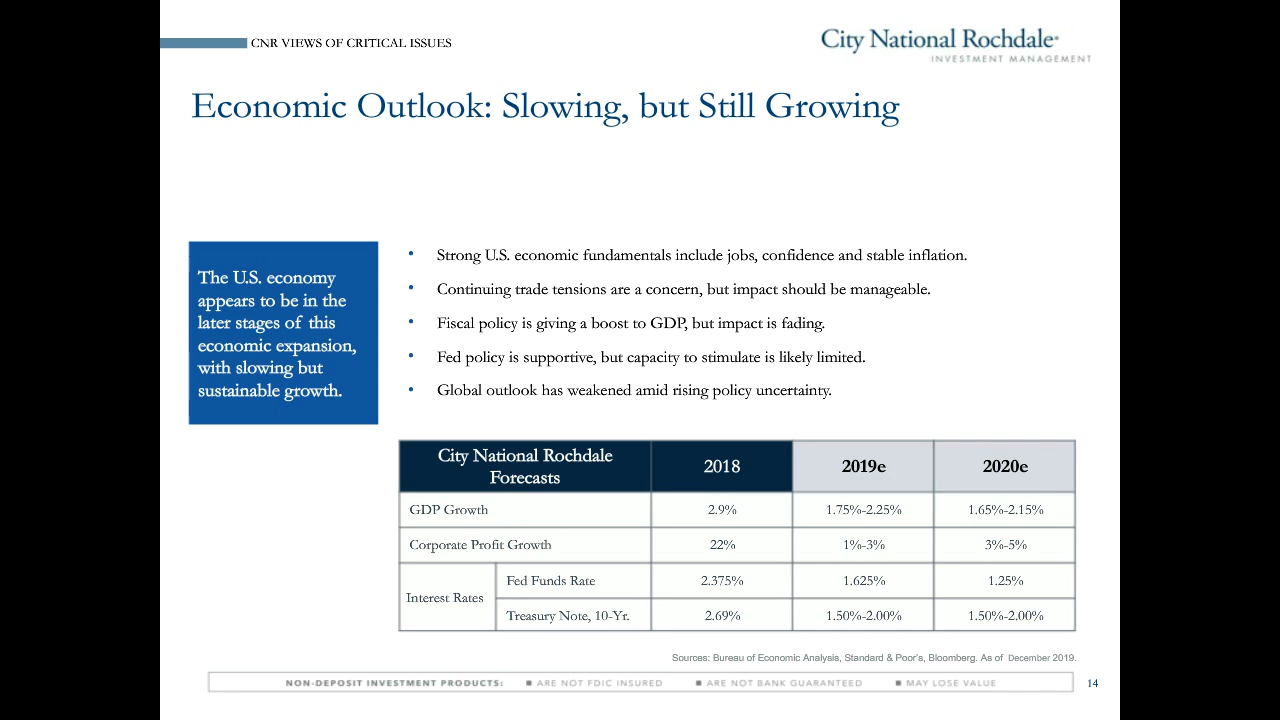 CNR VIEWS OF CRITICAL ISSUES
City National Rochdale
INVESTMENT MANAGEMENT
Economic Outlook: Slowing, but Still Growing
The U.S. economy
appears to be in the
later stages of this
economic expansion,
with slowing but
sustainable growth.
• Strong U.S. economic fundamentals include jobs, confidence and stable inflation.
• Continuing trade tensions are a concern, but impact should be manageable.
• Fiscal policy is giving a boost to GDP, but impact is fading.
• Fed policy is supportive, but capacity to stimulate is likely limited.
• Global outlook has weakened amid rising policy uncertainty.
City National Rochdale
Forecasts
2018
2019e
2020e
GDP Growth 2.9% 1.75%-2.25% 1.65%-2.15%
Corporate Profit Growth 22% 1%-3% 3%-5%
Interest Rates
Fed Funds Rate 2.375% 1.625% 1.25%
Treasury Note, 10-Yr. 2.69% 1.50%-2.00% 1.50%-2.00%
Sources: Bureau of Economic Analysis, Standard & Poor's, Bloomberg. As of December 2019.
NON-DEPOSIT INVESTMENT PRODUCTS: ■ ARE NOT FDIC INSURED ■ ARE NOT BANK GUARANTEED ■ MAY LOSE VALUE
14